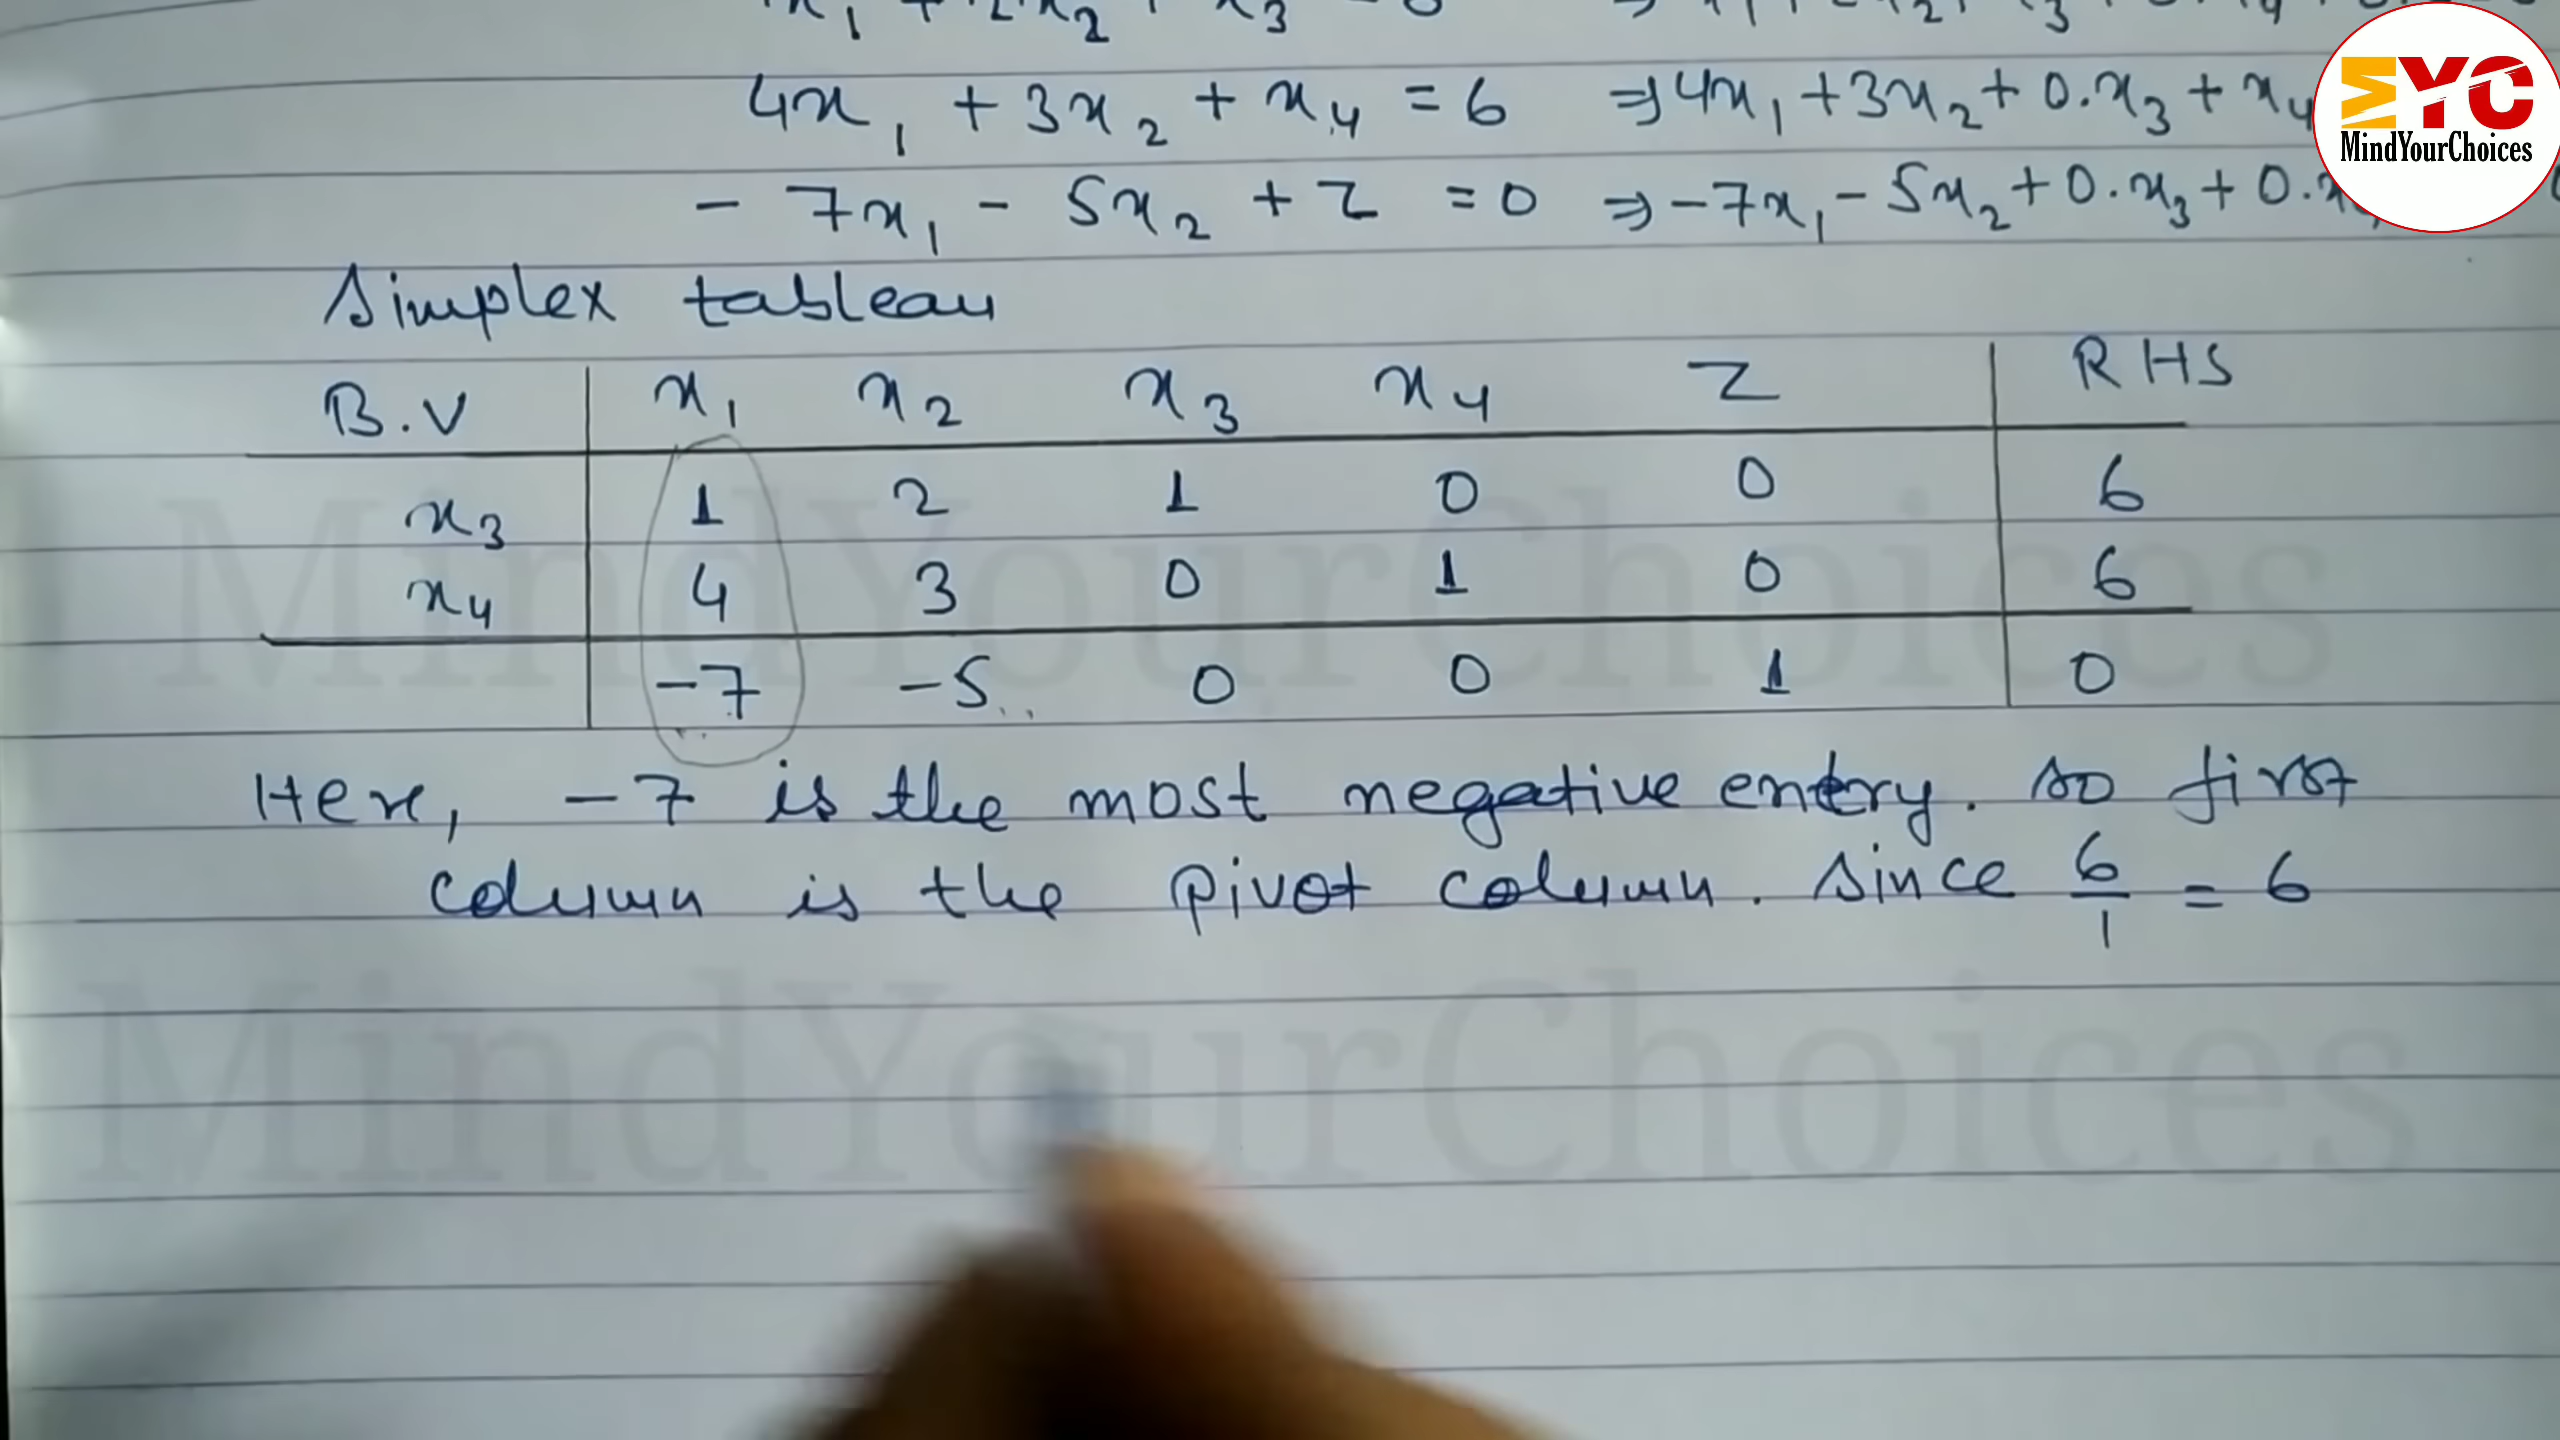 4x₁ + 3x₂ + x₄ = 6 ⇒ 4x₁ + 3x₂ + 0.x₃ + x₄
- 7x₁ - 5x₂ + Z = 0 ⇒ -7x₁ - 5x₂ + 0.x₃ + 0.x
MYC
MindYourChoices
Simplex tableau
B.V x₁ x₂ x₃ x₄ Z RHS
x₃ 1 2 1 0 0 6
x₄ 4 3 0 1 0 6
-7 -5 0 0 1 0
Here, -7 is the most negative entry. so first
column is the pivot column. Since 6/1 = 6
MindYourChoices
MindYourChoices